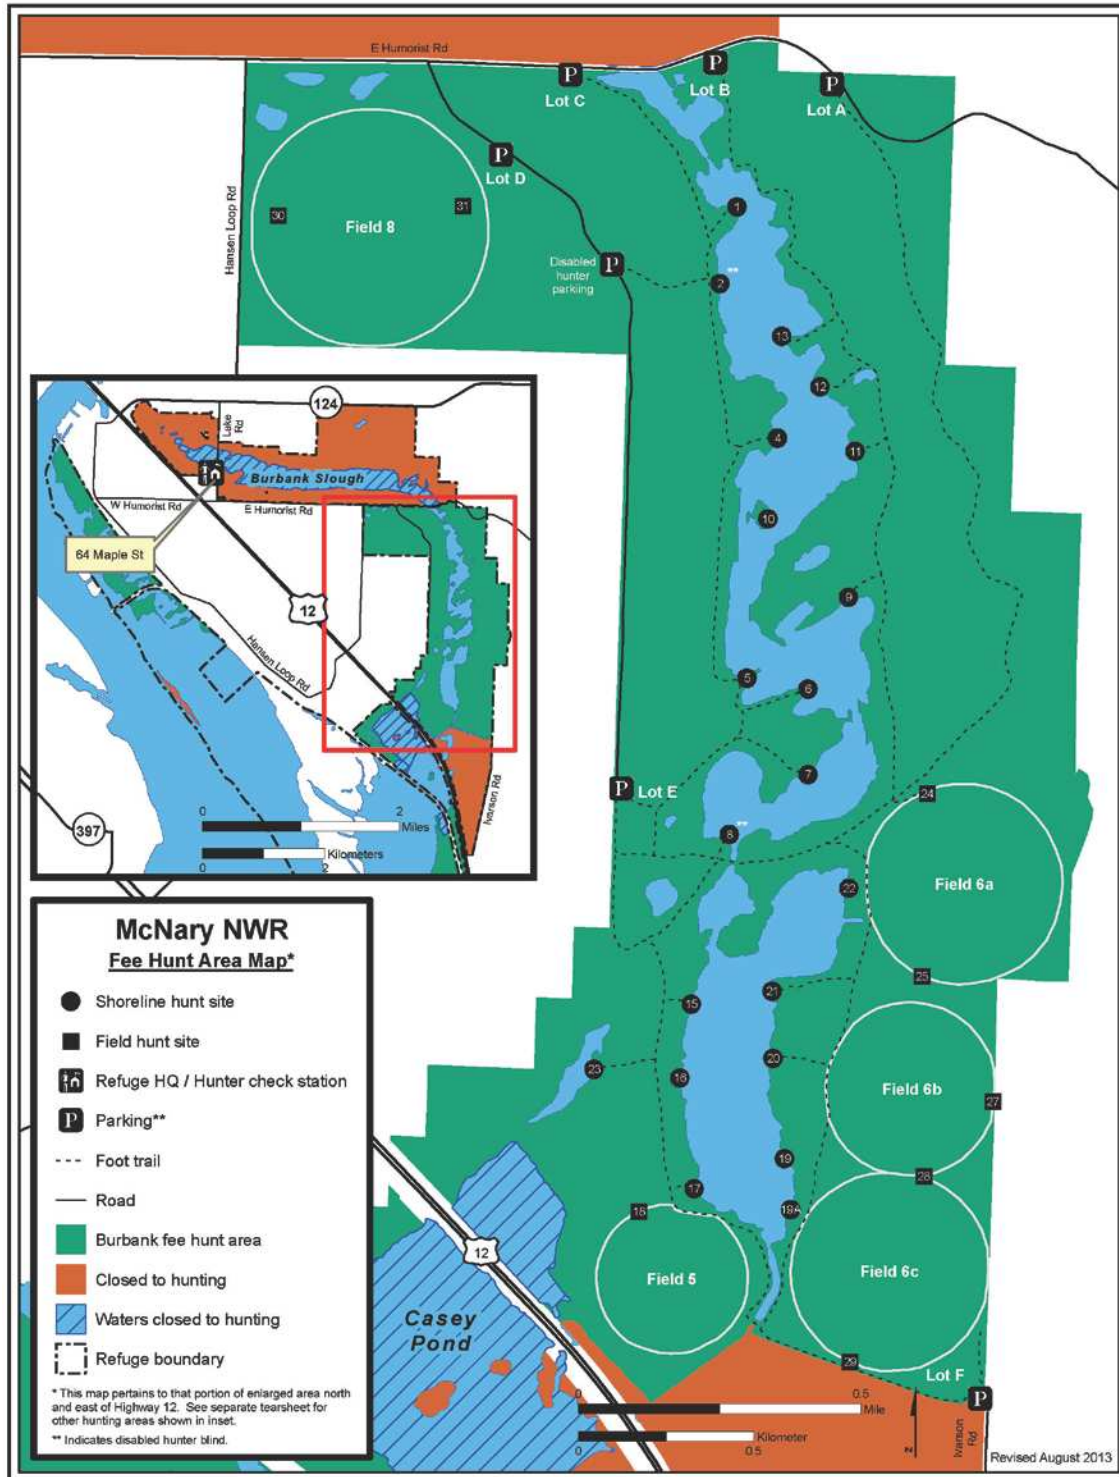 E Humorist Rd
P
P
P
Lot C
Lot B
Lot A
P
Lot D
Hansen Loop Rd
30
31
Field 8
1
Disabled
hunter
parking
P
2
**
13
12
4
11
10
9
5
6
7
P
Lot E
8
**
24
Field 6a
22
25
21
15
20
23
16
Field 6b
27
19
28
17
19A
18
Field 5
Field 6c
29
Lot F
P
Ivarson
Rd
12
Casey
Pond
0
0.5
Mile
Kilometer
0
0.5
N
Revised August 2013
124
Lake
Rd
Burbank Slough
W Humorist Rd
E Humorist Rd
64 Maple St
12
Hansen Loop Rd
Ivarson Rd
397
0
2
Miles
Kilometers
0
2
McNary NWR
Fee Hunt Area Map*
Shoreline hunt site
Field hunt site
Refuge HQ / Hunter check station
P
Parking**
Foot trail
Road
Burbank fee hunt area
Closed to hunting
Waters closed to hunting
Refuge boundary
* This map pertains to that portion of enlarged area north
and east of Highway 12. See separate tearsheet for
other hunting areas shown in inset.
** Indicates disabled hunter blind.